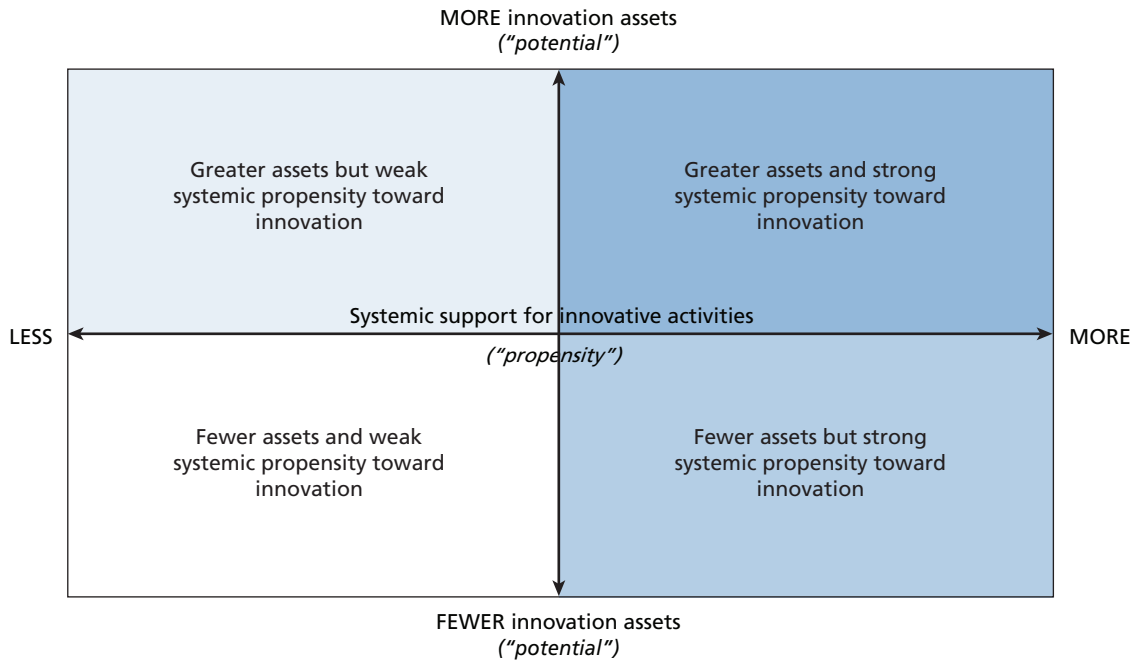 MORE innovation assets
(“potential”)
Greater assets but weak
systemic propensity toward
innovation
Greater assets and strong
systemic propensity toward
innovation
Systemic support for innovative activities
LESS
(“propensity”)
MORE
Fewer assets and weak
systemic propensity toward
innovation
Fewer assets but strong
systemic propensity toward
innovation
FEWER innovation assets
(“potential”)